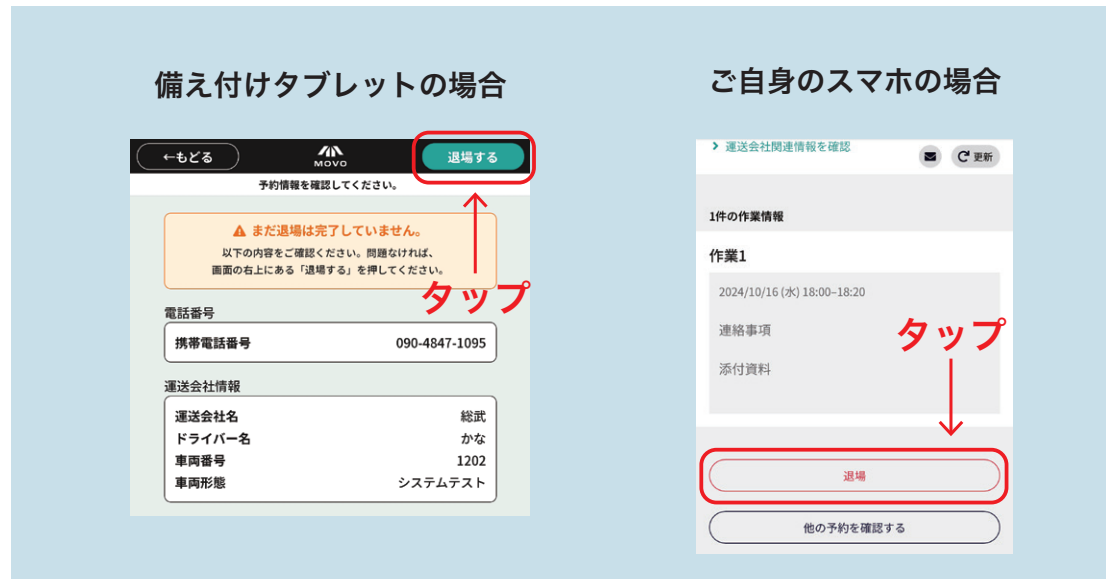 備え付けタブレットの場合
←もどる
MOVO
退場する
予約情報を確認してください。
まだ退場は完了していません。
以下の内容をご確認ください。問題なければ、
画面の右上にある「退場する」を押してください。
タップ
電話番号
携帯電話番号 090-4847-1095
運送会社情報
運送会社名 総武
ドライバー名 かな
車両番号 1202
車両形態 システムテスト
ご自身のスマホの場合
運送会社関連情報を確認
更新
1件の作業情報
作業1
2024/10/16 (水) 18:00–18:20
連絡事項
タップ
添付資料
退場
他の予約を確認する